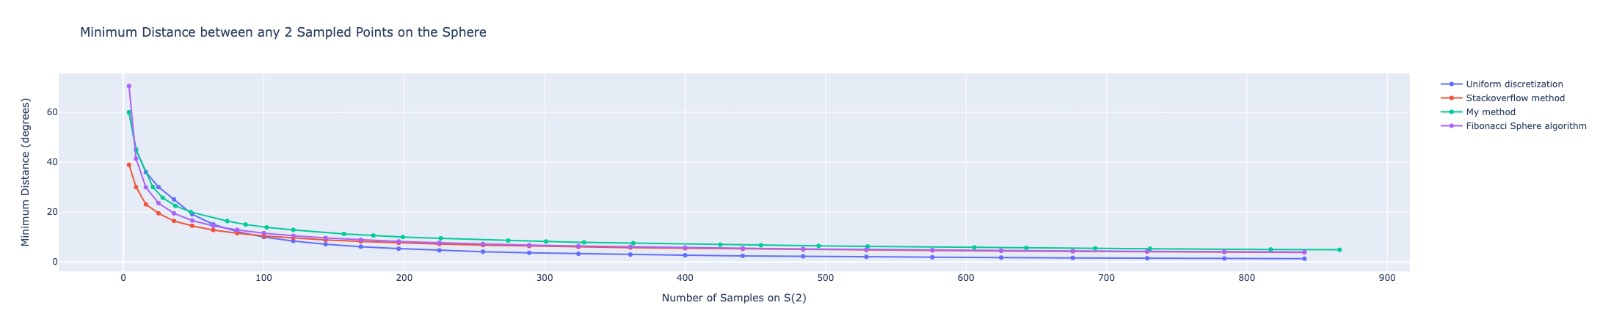 Minimum Distance between any 2 Sampled Points on the Sphere
Minimum Distance (degrees)
60
40
20
0
0 100 200 300 400 500 600 700 800 900
Number of Samples on S(2)
Uniform discretization
Stackoverflow method
My method
Fibonacci Sphere algorithm